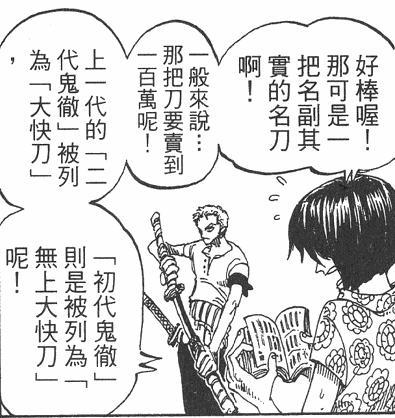 好棒喔！
那可是一
把名副其
實的名刀
啊！
一般來說…
那把刀要賣到
一百萬呢！
上一代的「二
代鬼徹」被列
為「大快刀」
，
「初代鬼徹」
則是被列為「
無上大快刀」
呢！